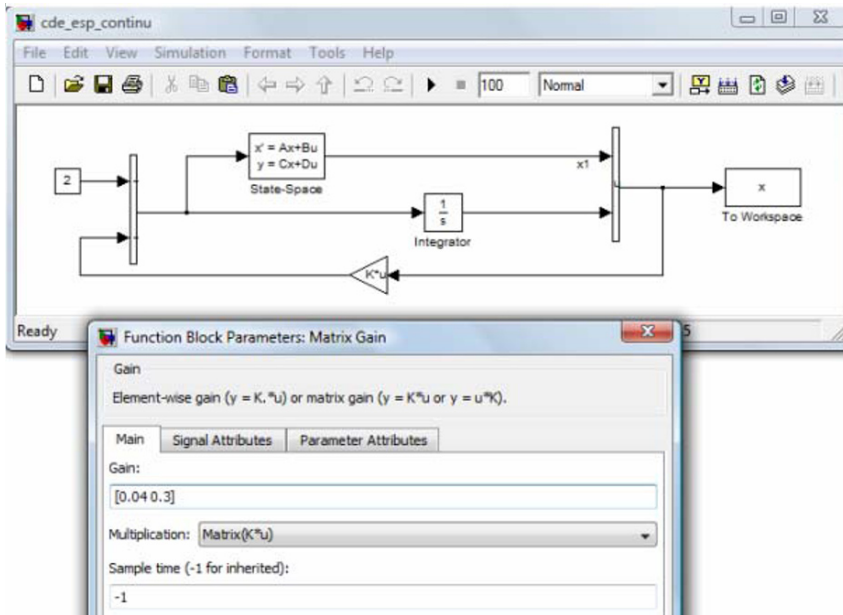 cde_esp_continu
File Edit View Simulation Format Tools Help
100 Normal
x' = Ax+Bu
y = Cx+Du
State-Space
x1
2
1
s
Integrator
x
To Workspace
K*u
Ready
5
Function Block Parameters: Matrix Gain
Gain
Element-wise gain (y = K.*u) or matrix gain (y = K*u or y = u*K).
Main Signal Attributes Parameter Attributes
Gain:
[0.04 0.3]
Multiplication: Matrix(K*u)
Sample time (-1 for inherited):
-1